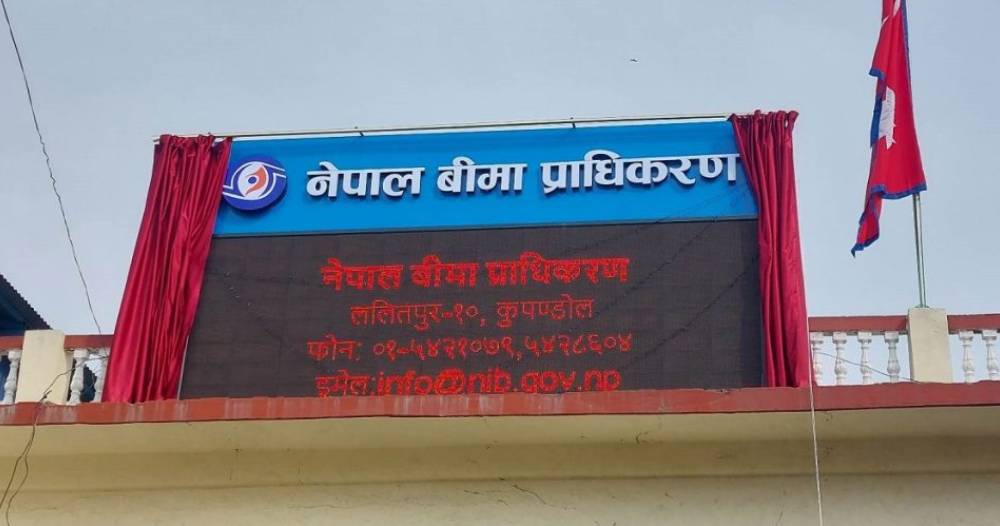 नेपाल बीमा प्राधिकरण
नेपाल बीमा प्राधिकरण
ललितपुर-१०, कुपण्डोल
फोन: ०१-५४२१०७९,५४२८६०४
इमेल:info@nib.gov.np